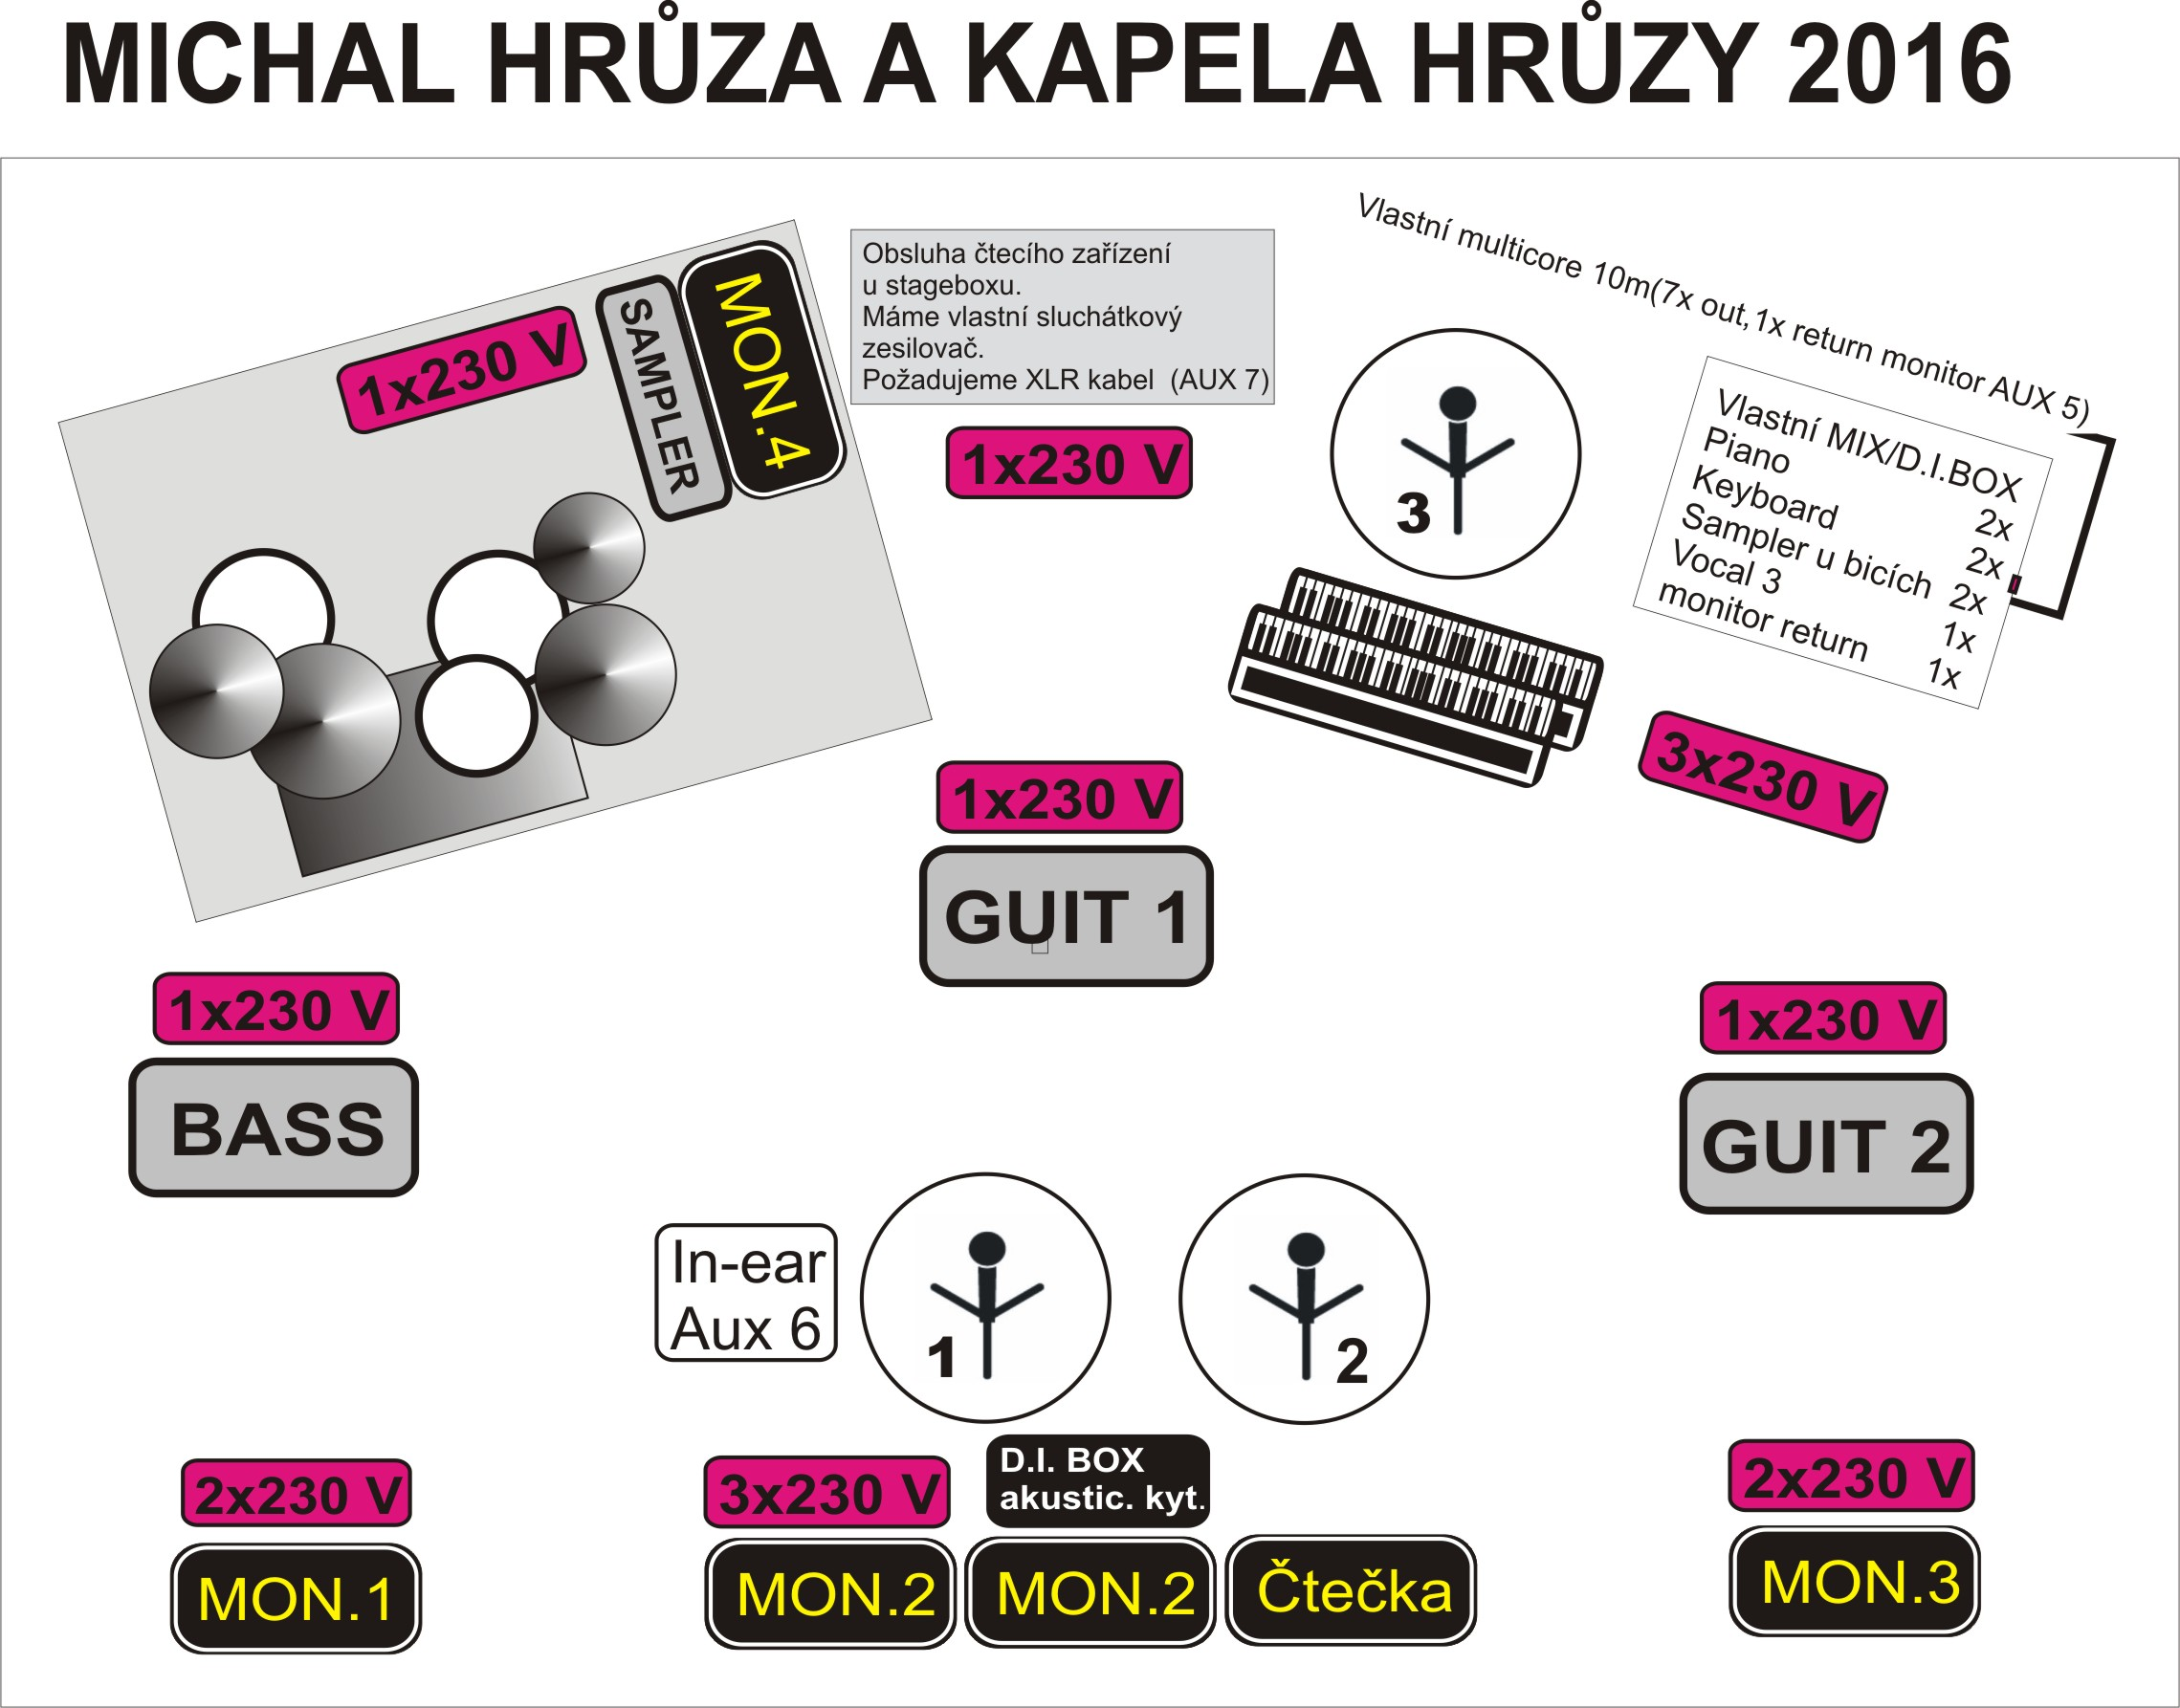 MICHAL HRŮZA A KAPELA HRŮZY 2016
Obsluha čtecího zařízení
u stageboxu.
Máme vlastní sluchátkový
zesilovač.
Požadujeme XLR kabel (AUX 7)
1x230 V
SAMPLER
MON.4
1x230 V
Vlastní multicore 10m(7x out,1x return monitor AUX 5)
3
Vlastní MIX/D.I.BOX
Piano 2x
Keyboard 2x
Sampler u bicích 2x
Vocal 3 1x
monitor return 1x
3x230 V
1x230 V
GUIT 1
1x230 V
BASS
1x230 V
GUIT 2
In-ear
Aux 6
1
2
2x230 V
MON.1
3x230 V
D.I. BOX
akustic. kyt.
MON.2
MON.2
Čtečka
2x230 V
MON.3